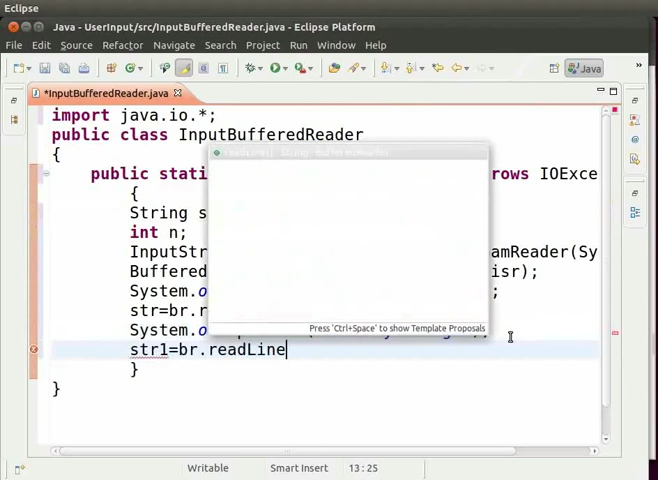 Eclipse
Java - UserInput/src/InputBufferedReader.java - Eclipse Platform
File Edit Source Refactor Navigate Search Project Run Window Help
Java
*InputBufferedReader.java
import java.io.*;
public class InputBufferedReader
{
public stati rows IOExce
{
String s
int n;
InputStr amReader(Sy
Buffered isr);
System.o ;
str=br.r
System.o
Press 'Ctrl+Space' to show Template Proposals
str1=br.readLine
}
}
Writable Smart Insert 13 : 25